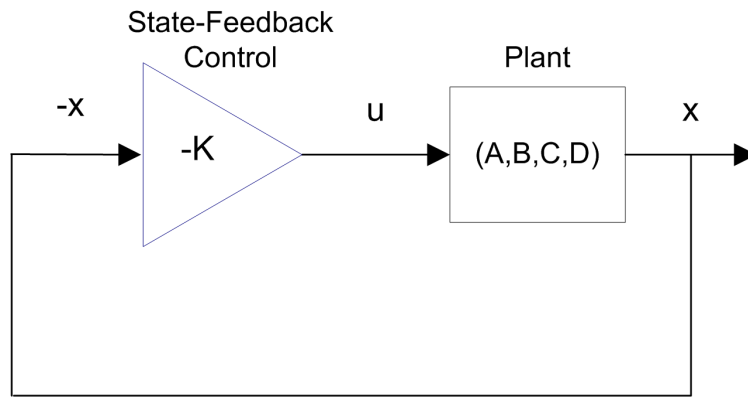 State-Feedback
Control
Plant
-x
-K
u
(A,B,C,D)
x